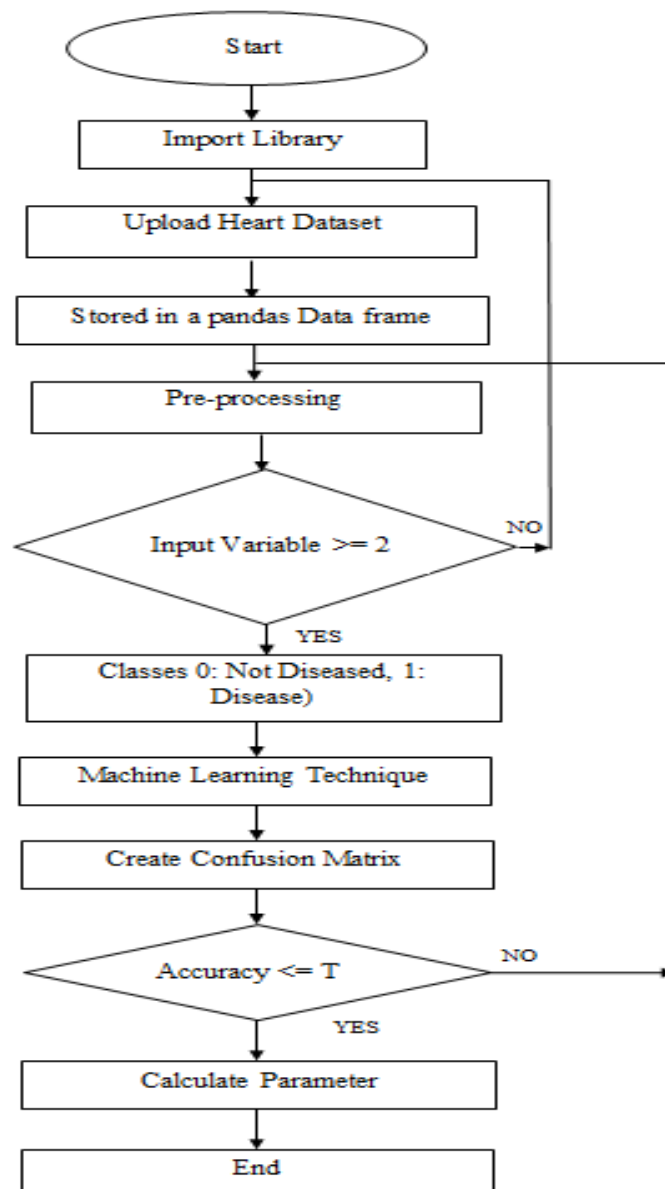 Start
Import Library
Upload Heart Dataset
Stored in a pandas Data frame
Pre-processing
Input Variable >= 2
NO
YES
Classes 0: Not Diseased, 1:
Disease)
Machine Learning Technique
Create Confusion Matrix
Accuracy <= T
NO
YES
Calculate Parameter
End